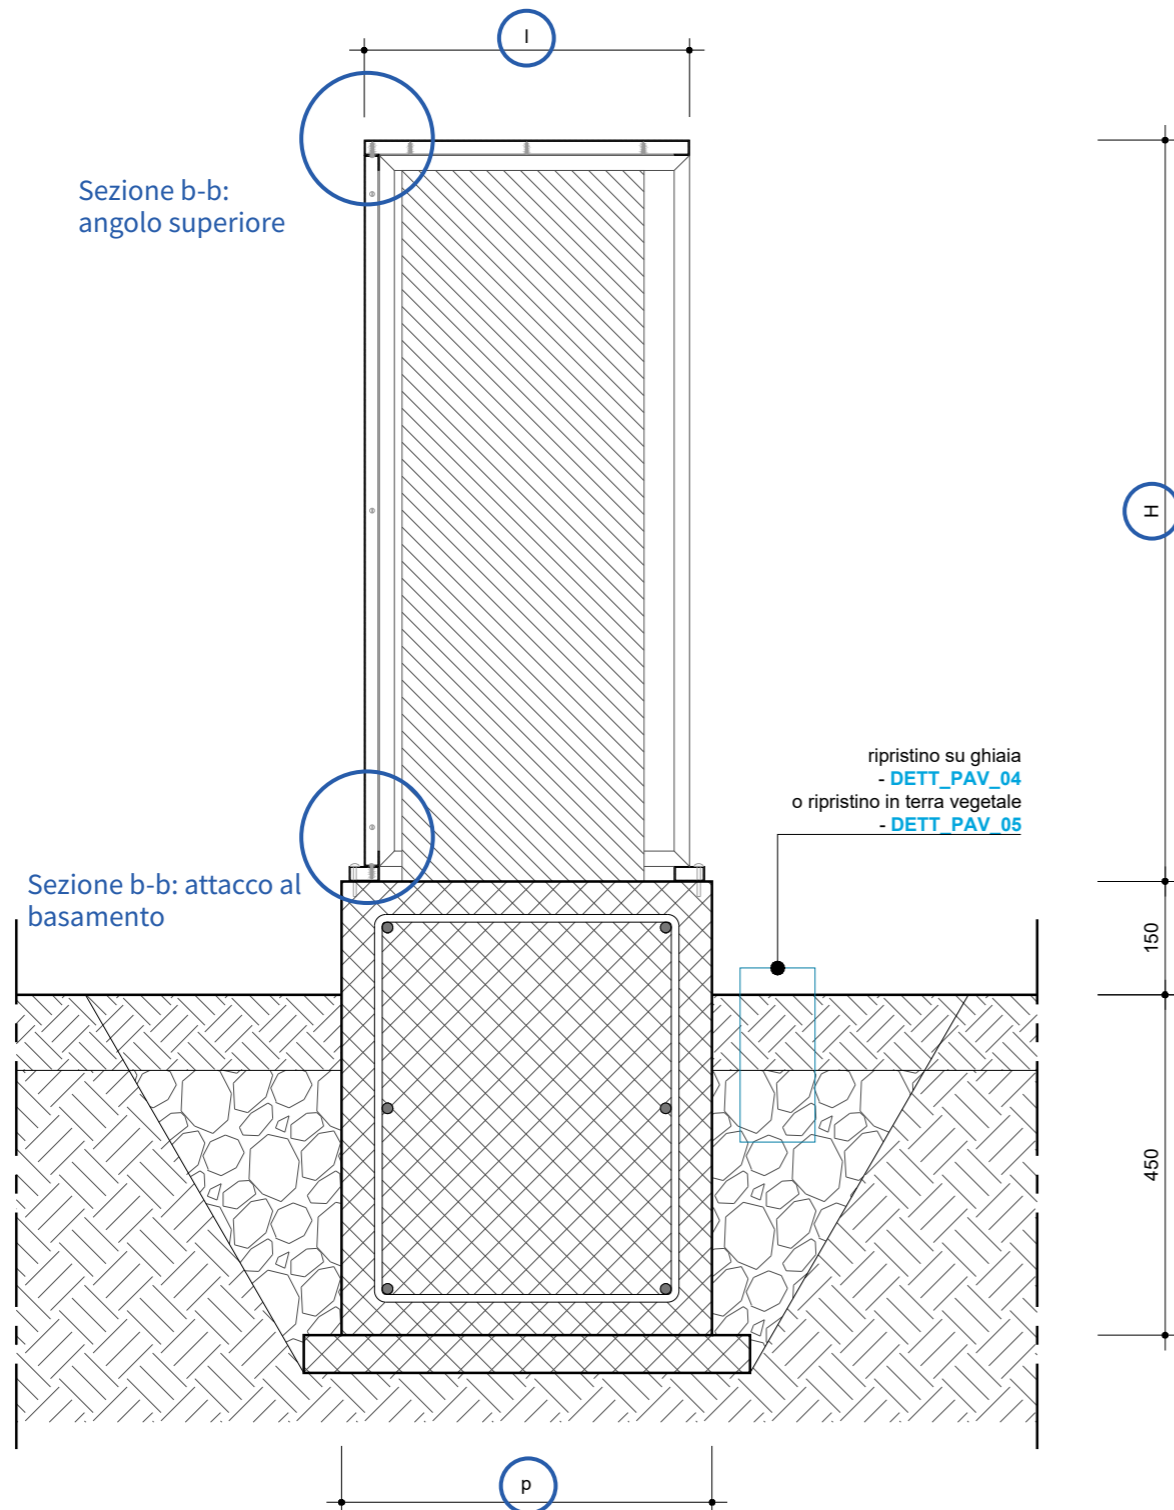 l
Sezione b-b:
angolo superiore
H
ripristino su ghiaia
- DETT_PAV_04
o ripristino in terra vegetale
- DETT_PAV_05
Sezione b-b: attacco al
basamento
150
450
p